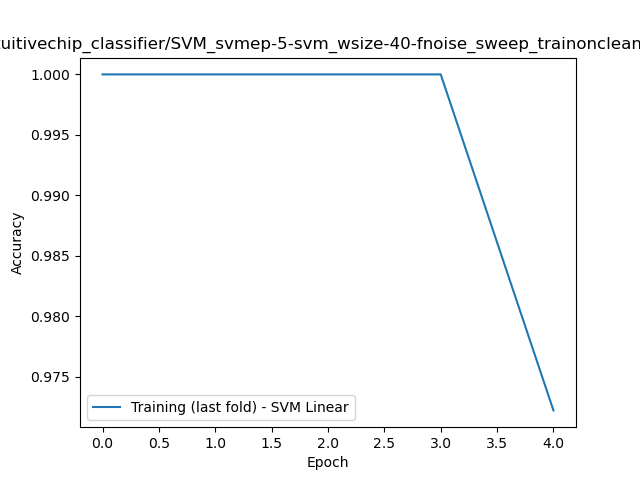 uitivechip_classifier/SVM_svmep-5-svm_wsize-40-fnoise_sweep_trainonclean
1.000
0.995
0.990
0.985
0.980
0.975
Accuracy
Training (last fold) - SVM Linear
0.0 0.5 1.0 1.5 2.0 2.5 3.0 3.5 4.0
Epoch